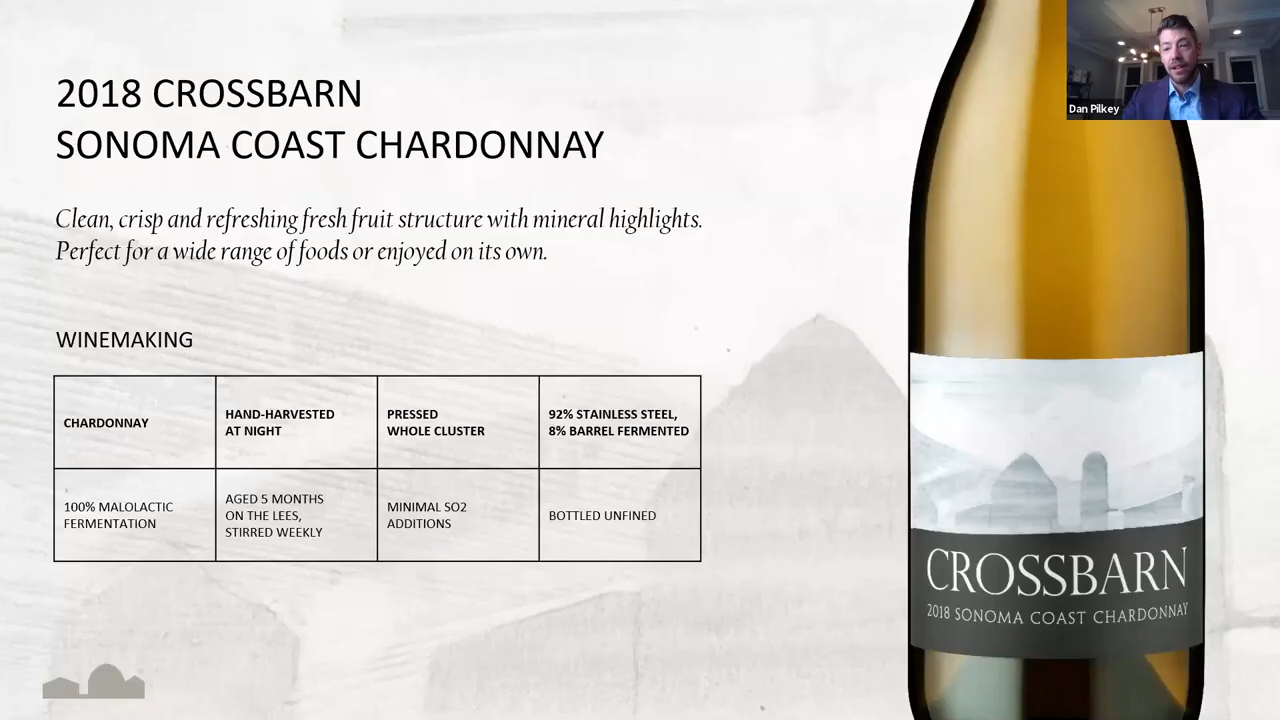 2018 CROSSBARN
SONOMA COAST CHARDONNAY
Clean, crisp and refreshing fresh fruit structure with mineral highlights.
Perfect for a wide range of foods or enjoyed on its own.
WINEMAKING
CHARDONNAY
HAND-HARVESTED
AT NIGHT
PRESSED
WHOLE CLUSTER
92% STAINLESS STEEL,
8% BARREL FERMENTED
100% MALOLACTIC
FERMENTATION
AGED 5 MONTHS
ON THE LEES,
STIRRED WEEKLY
MINIMAL SO2
ADDITIONS
BOTTLED UNFINED
Dan Pilkey
CROSSBARN
2018 SONOMA COAST CHARDONNAY